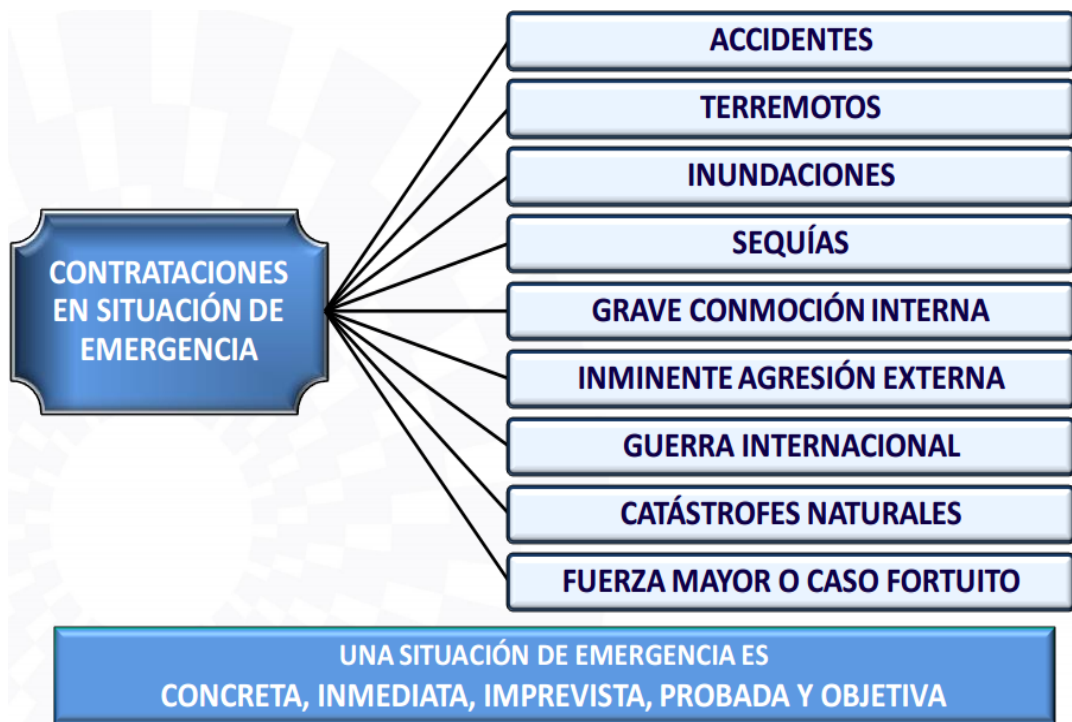 CONTRATACIONES
EN SITUACIÓN DE
EMERGENCIA
ACCIDENTES
TERREMOTOS
INUNDACIONES
SEQUÍAS
GRAVE CONMOCIÓN INTERNA
INMINENTE AGRESIÓN EXTERNA
GUERRA INTERNACIONAL
CATÁSTROFES NATURALES
FUERZA MAYOR O CASO FORTUITO
UNA SITUACIÓN DE EMERGENCIA ES
CONCRETA, INMEDIATA, IMPREVISTA, PROBADA Y OBJETIVA